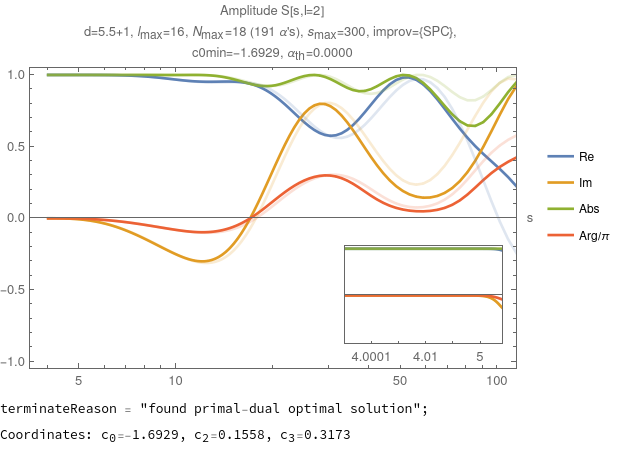 Amplitude S[s,l=2]
d=5.5+1, lmax=16, Nmax=18 (191 α's), smax=300, improv={SPC},
c0min=-1.6929, αth=0.0000
1.0
0.5
0.0
-0.5
-1.0
s
Re
Im
Abs
Arg/π
4.0001 4.01 5
5 10 50 100
terminateReason = "found primal-dual optimal solution";
Coordinates: c0=-1.6929, c2=0.1558, c3=0.3173